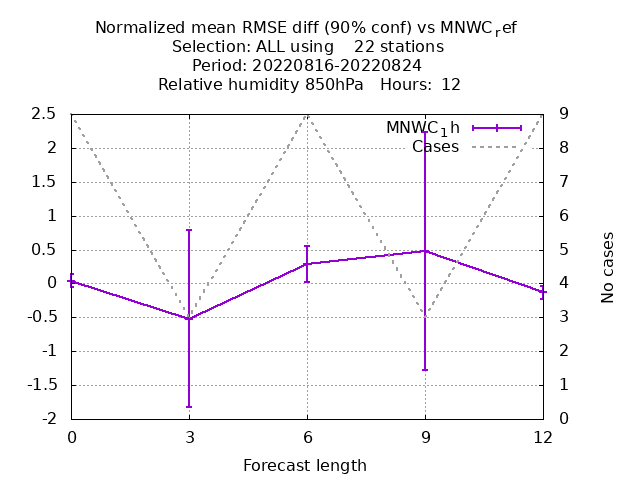 Normalized mean RMSE diff (90% conf) vs MNWC_ref
Selection: ALL using 22 stations
Period: 20220816-20220824
Relative humidity 850hPa Hours: 12
MNWC_1h
Cases
2.5
2
1.5
1
0.5
0
-0.5
-1
-1.5
-2
9
8
7
6
5
4
3
2
1
0
No cases
0 3 6 9 12
Forecast length